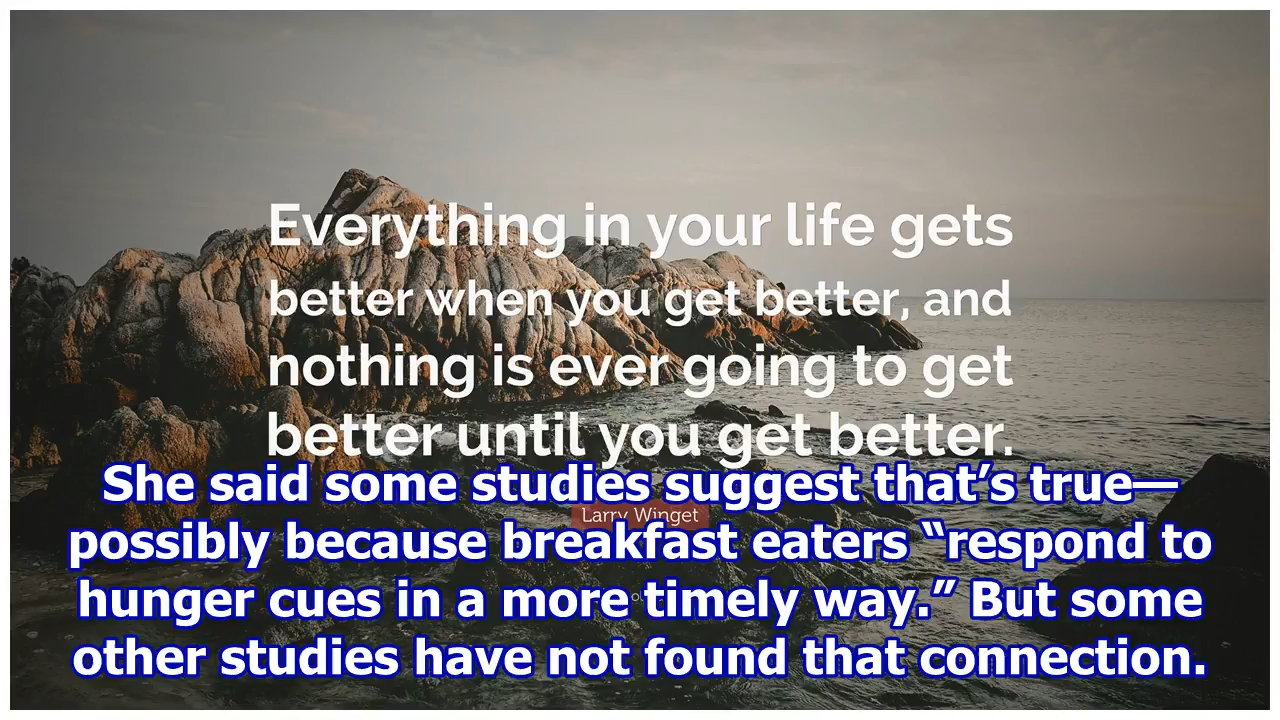 Everything in your life gets
better when you get better, and
nothing is ever going to get
better until you get better.
She said some studies suggest that’s true—
Larry Winget
possibly because breakfast eaters “respond to
hunger cues in a more timely way.” But some
other studies have not found that connection.